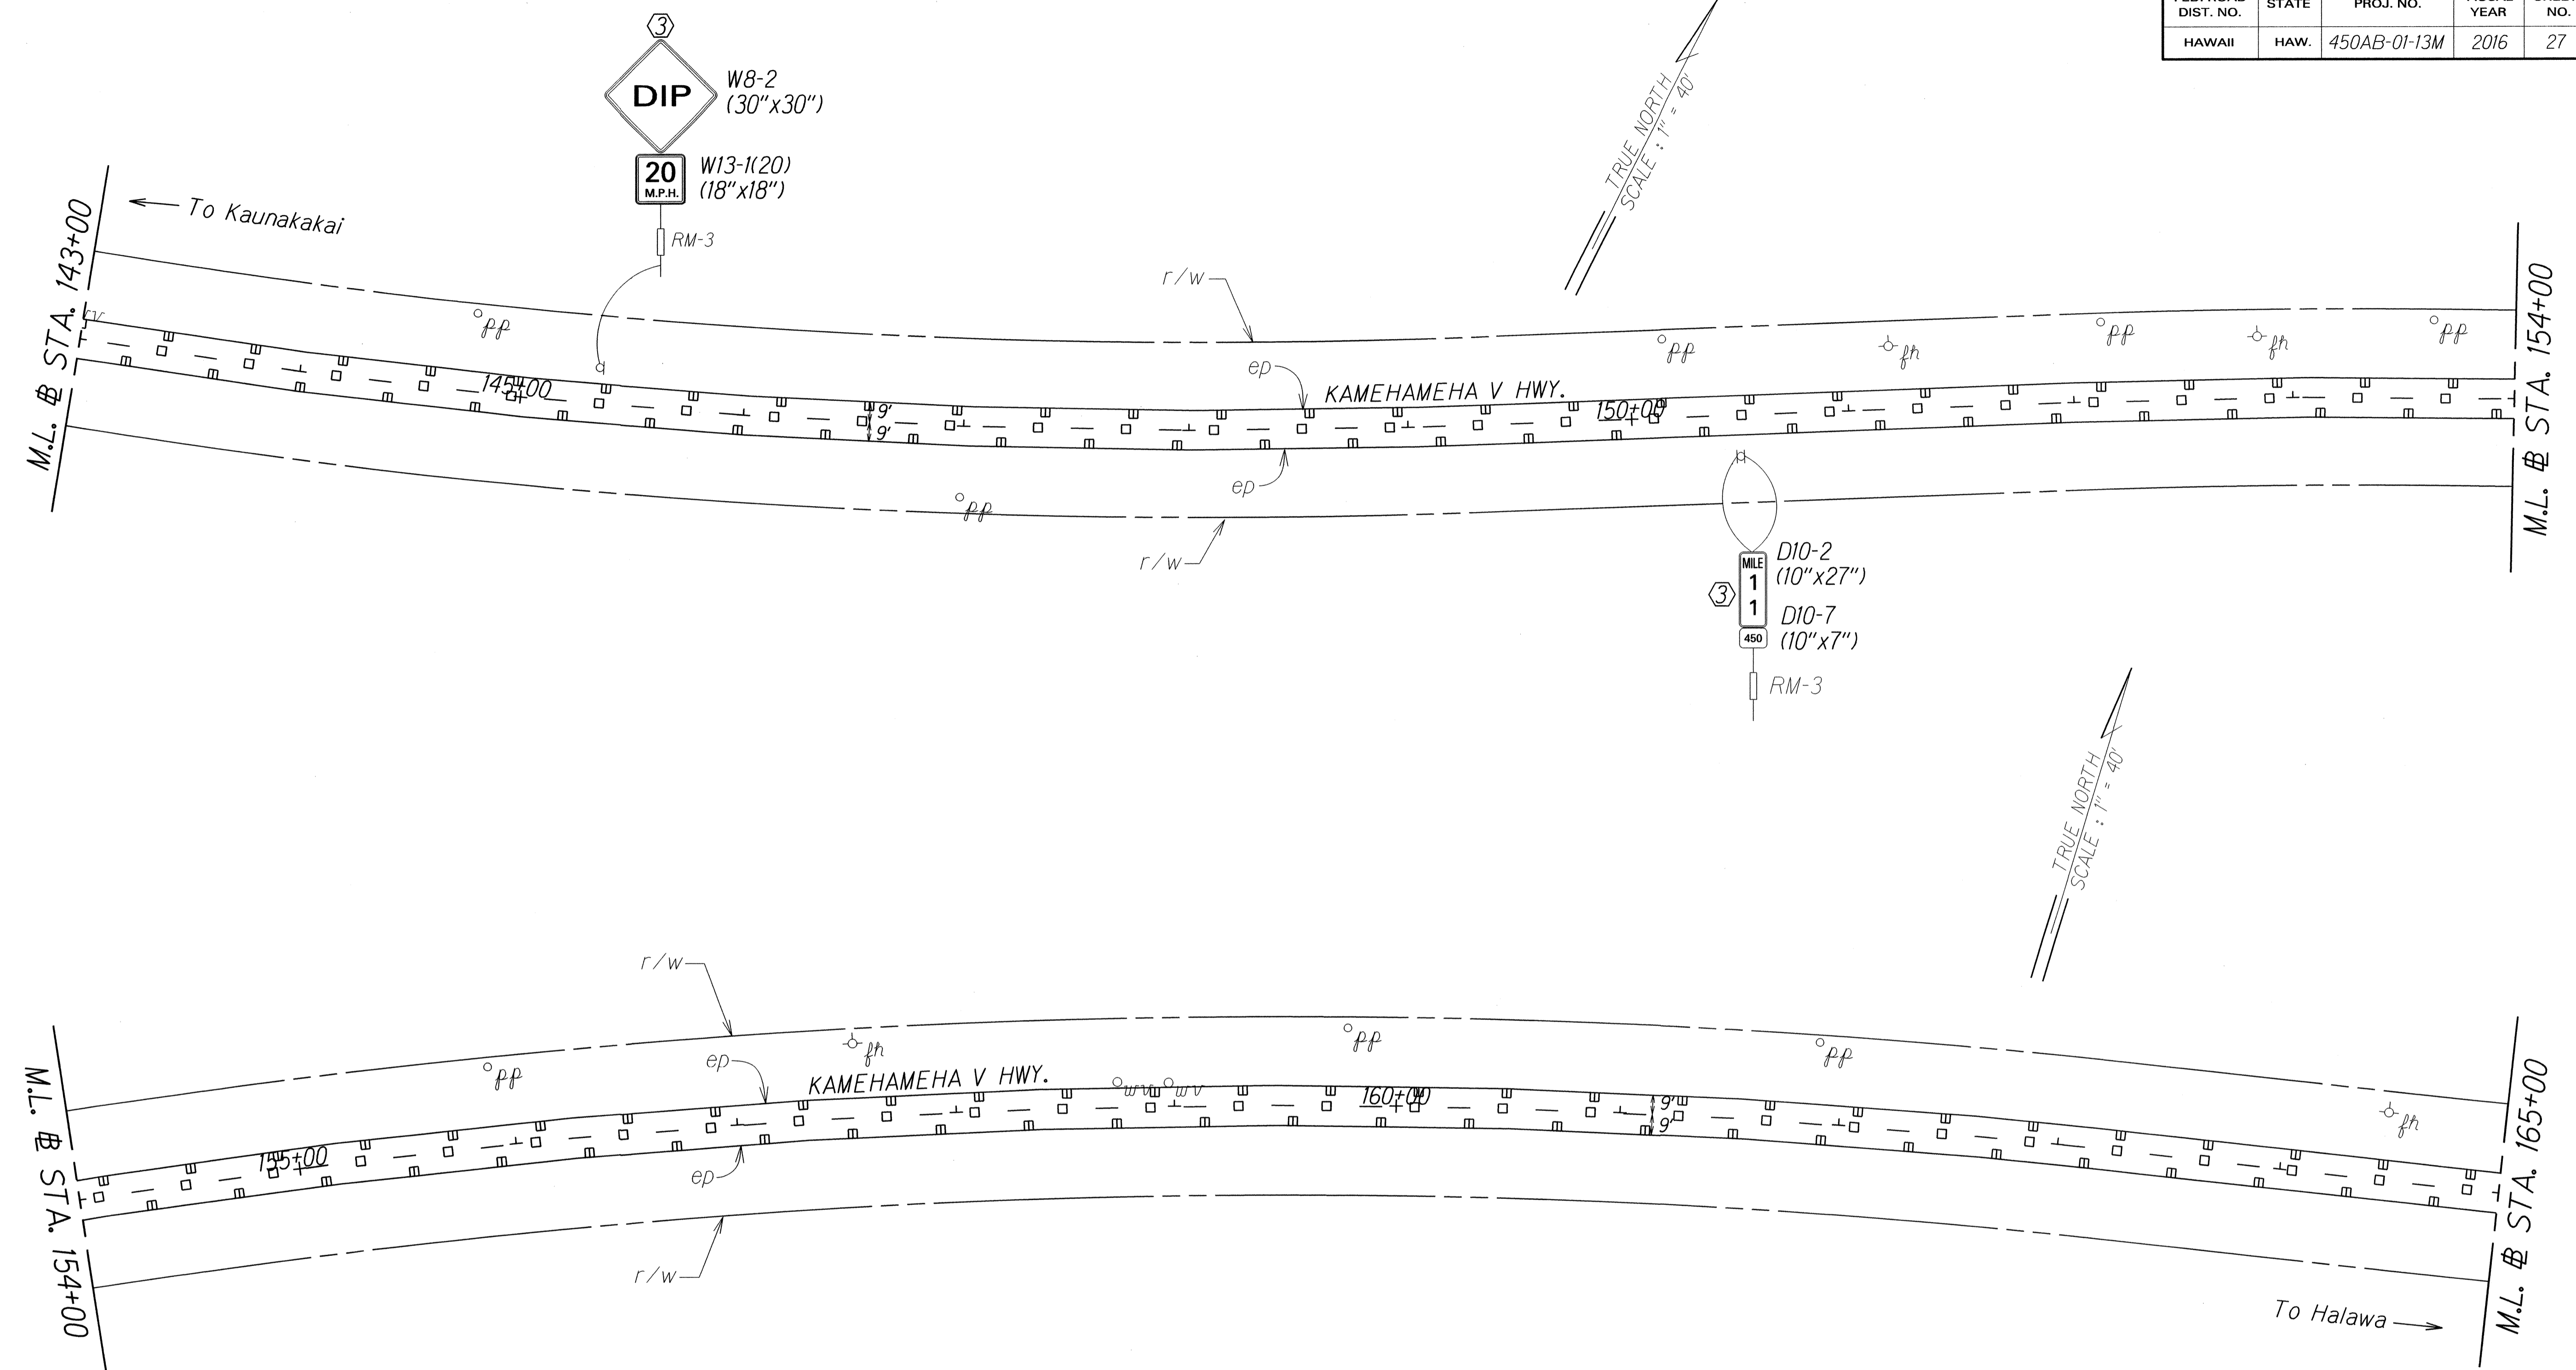 DIST. NO.
STATE
PROJ. NO.
YEAR
NO.
HAWAII
HAW.
450AB-01-13M
2016
27
3
DIP
W8-2
(30"x30")
20
M.P.H.
W13-1(20)
(18"x18")
RM-3
TRUE NORTH
SCALE : 1" = 40'
← To Kaunakakai
M.L. ⅊ STA. 143+00
M.L. ⅊ STA. 154+00
r/w
pp
pp
fh
pp
fh
pp
ep
KAMEHAMEHA V HWY.
145+00
150+00
9'
9'
ep
pp
r/w
3
MILE
1
1
450
D10-2
(10"x27")
D10-7
(10"x7")
RM-3
TRUE NORTH
SCALE : 1" = 40'
r/w
M.L. ⅊ STA. 154+00
M.L. ⅊ STA. 165+00
pp
ep
fh
pp
pp
fh
KAMEHAMEHA V HWY.
wv
wv
155+00
160+00
9'
9'
ep
r/w
To Halawa →